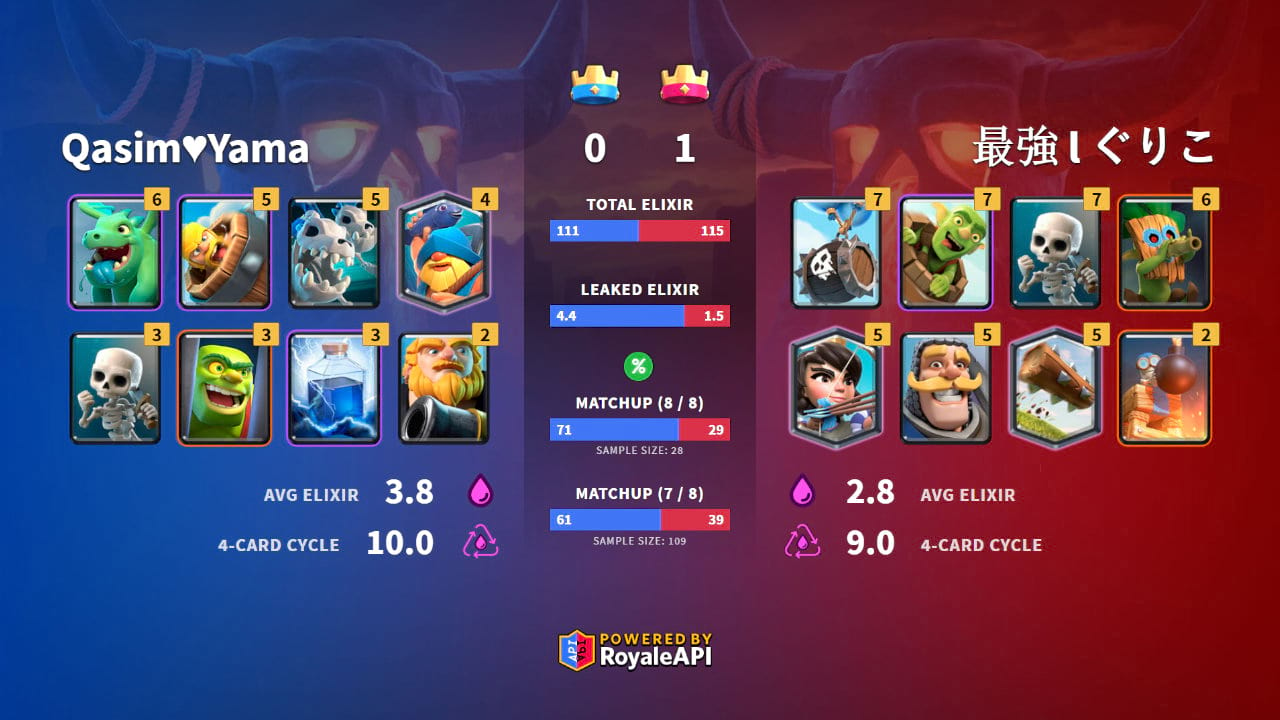 Qasim♥Yama
0 1
最強lぐりこ
6 5 5 4
3 3 3 2
AVG ELIXIR 3.8
4-CARD CYCLE 10.0
TOTAL ELIXIR
111 115
LEAKED ELIXIR
4.4 1.5
%
MATCHUP (8 / 8)
71 29
SAMPLE SIZE: 28
MATCHUP (7 / 8)
61 39
SAMPLE SIZE: 109
7 7 7 6
5 5 5 2
2.8 AVG ELIXIR
9.0 4-CARD CYCLE
API
POWERED BY
RoyaleAPI